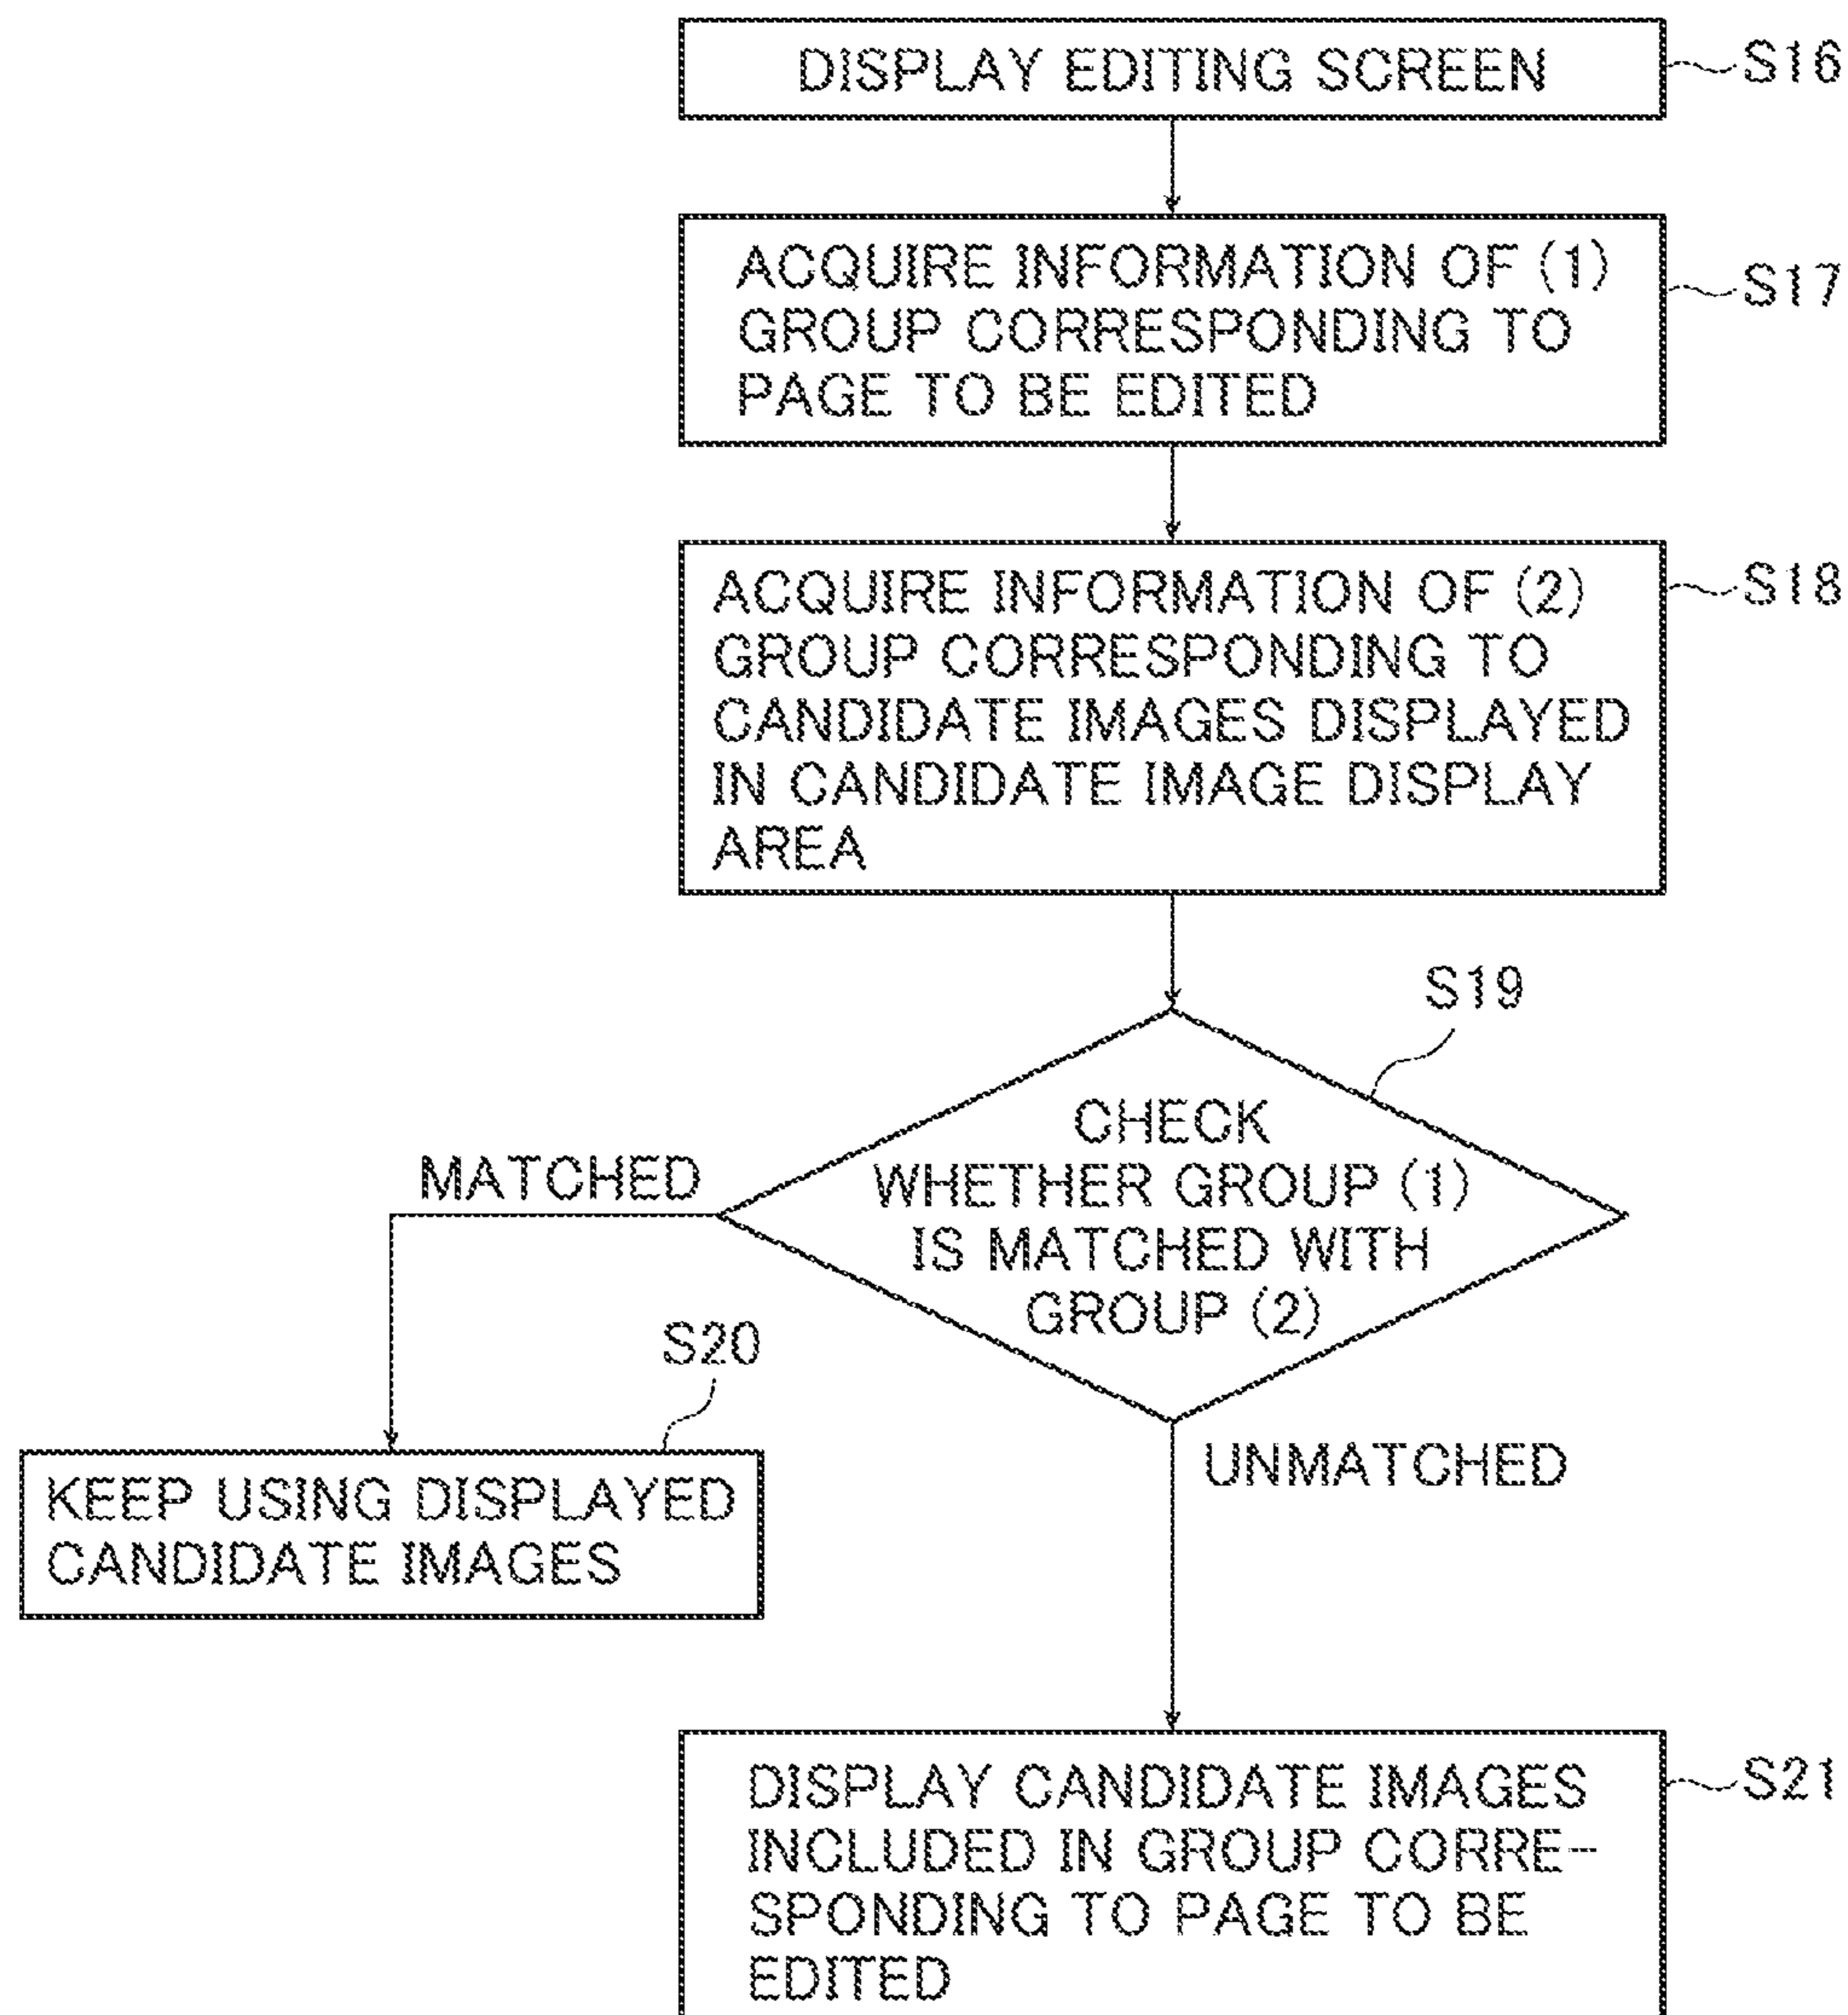 DISPLAY EDITING SCREEN
S16
ACQUIRE INFORMATION OF (1)
GROUP CORRESPONDING TO
PAGE TO BE EDITED
S17
ACQUIRE INFORMATION OF (2)
GROUP CORRESPONDING TO
CANDIDATE IMAGES DISPLAYED
IN CANDIDATE IMAGE DISPLAY
AREA
S18
S19
CHECK
WHETHER GROUP (1)
IS MATCHED WITH
GROUP (2)
MATCHED
S20
KEEP USING DISPLAYED
CANDIDATE IMAGES
UNMATCHED
DISPLAY CANDIDATE IMAGES
INCLUDED IN GROUP CORRE-
SPONDING TO PAGE TO BE
EDITED
S21